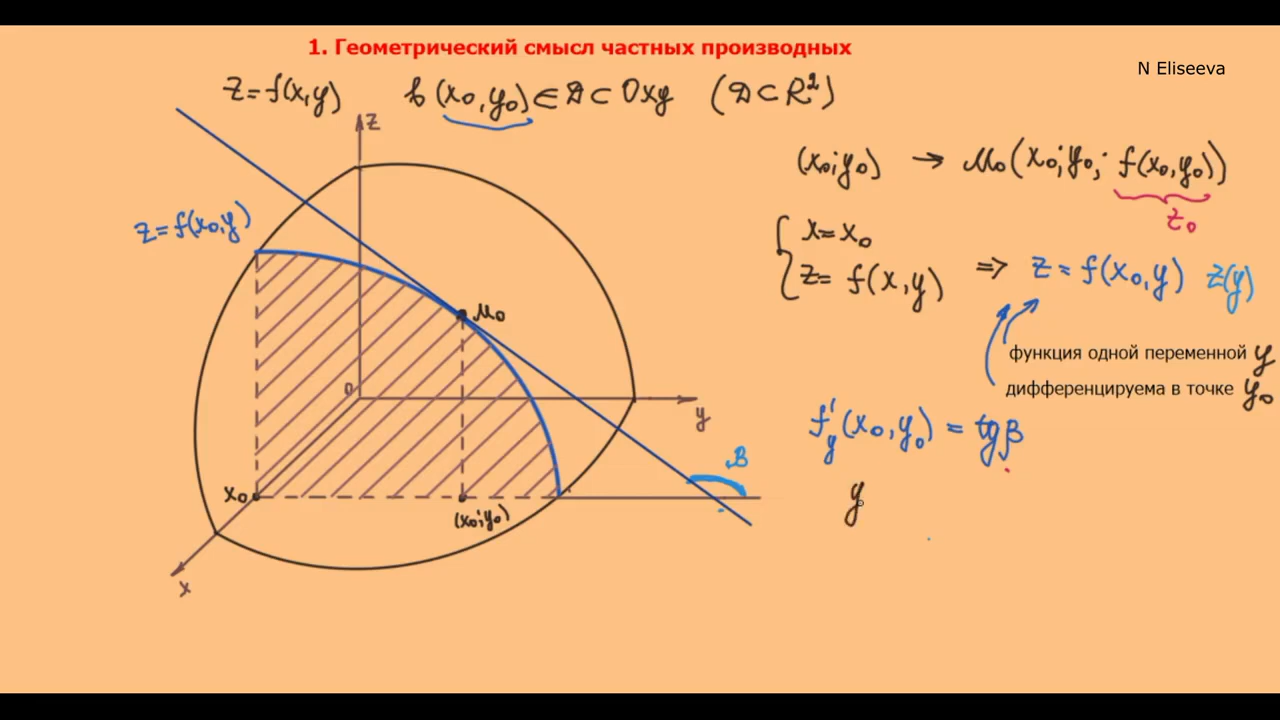 1. Геометрический смысл частных производных
N Eliseeva
z = f(x,y) в (x₀,y₀) ∈ D ⊂ Oxy (D ⊂ R²)
z
(x₀;y₀) → M₀(x₀;y₀; f(x₀,y₀))
z₀
z = f(x₀,y)
x = x₀
z = f(x,y) => z = f(x₀,y) z(y)
M₀
функция одной переменной y
дифференцируема в точке y₀
0
y
f'y(x₀,y₀) = tgβ
β
x₀
(x₀;y₀)
y
x